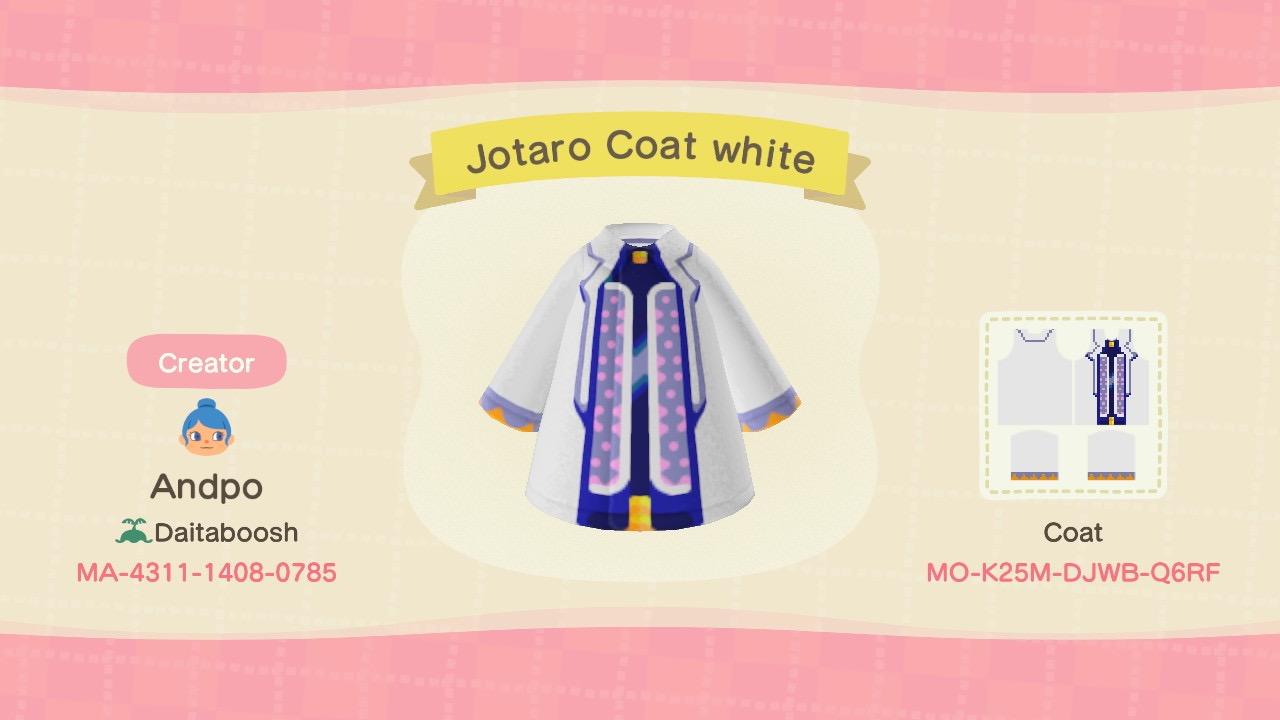 Jotaro Coat white
Creator
Andpo
Daitaboosh
MA-4311-1408-0785
Coat
MO-K25M-DJWB-Q6RF